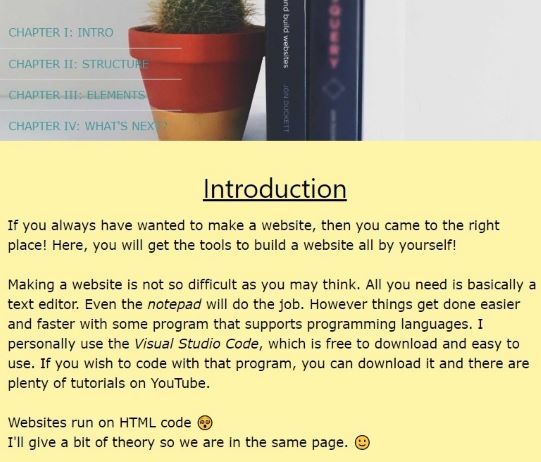 CHAPTER I: INTRO
CHAPTER II: STRUCTURE
CHAPTER III: ELEMENTS
CHAPTER IV: WHAT'S NEXT?
and build websites
JON DUCKETT
JQUERY
Introduction
If you always have wanted to make a website, then you came to the right
place! Here, you will get the tools to build a website all by yourself!
Making a website is not so difficult as you may think. All you need is basically a
text editor. Even the notepad will do the job. However things get done easier
and faster with some program that supports programming languages. I
personally use the Visual Studio Code, which is free to download and easy to
use. If you wish to code with that program, you can download it and there are
plenty of tutorials on YouTube.
Websites run on HTML code 😵
I'll give a bit of theory so we are in the same page. 🙂